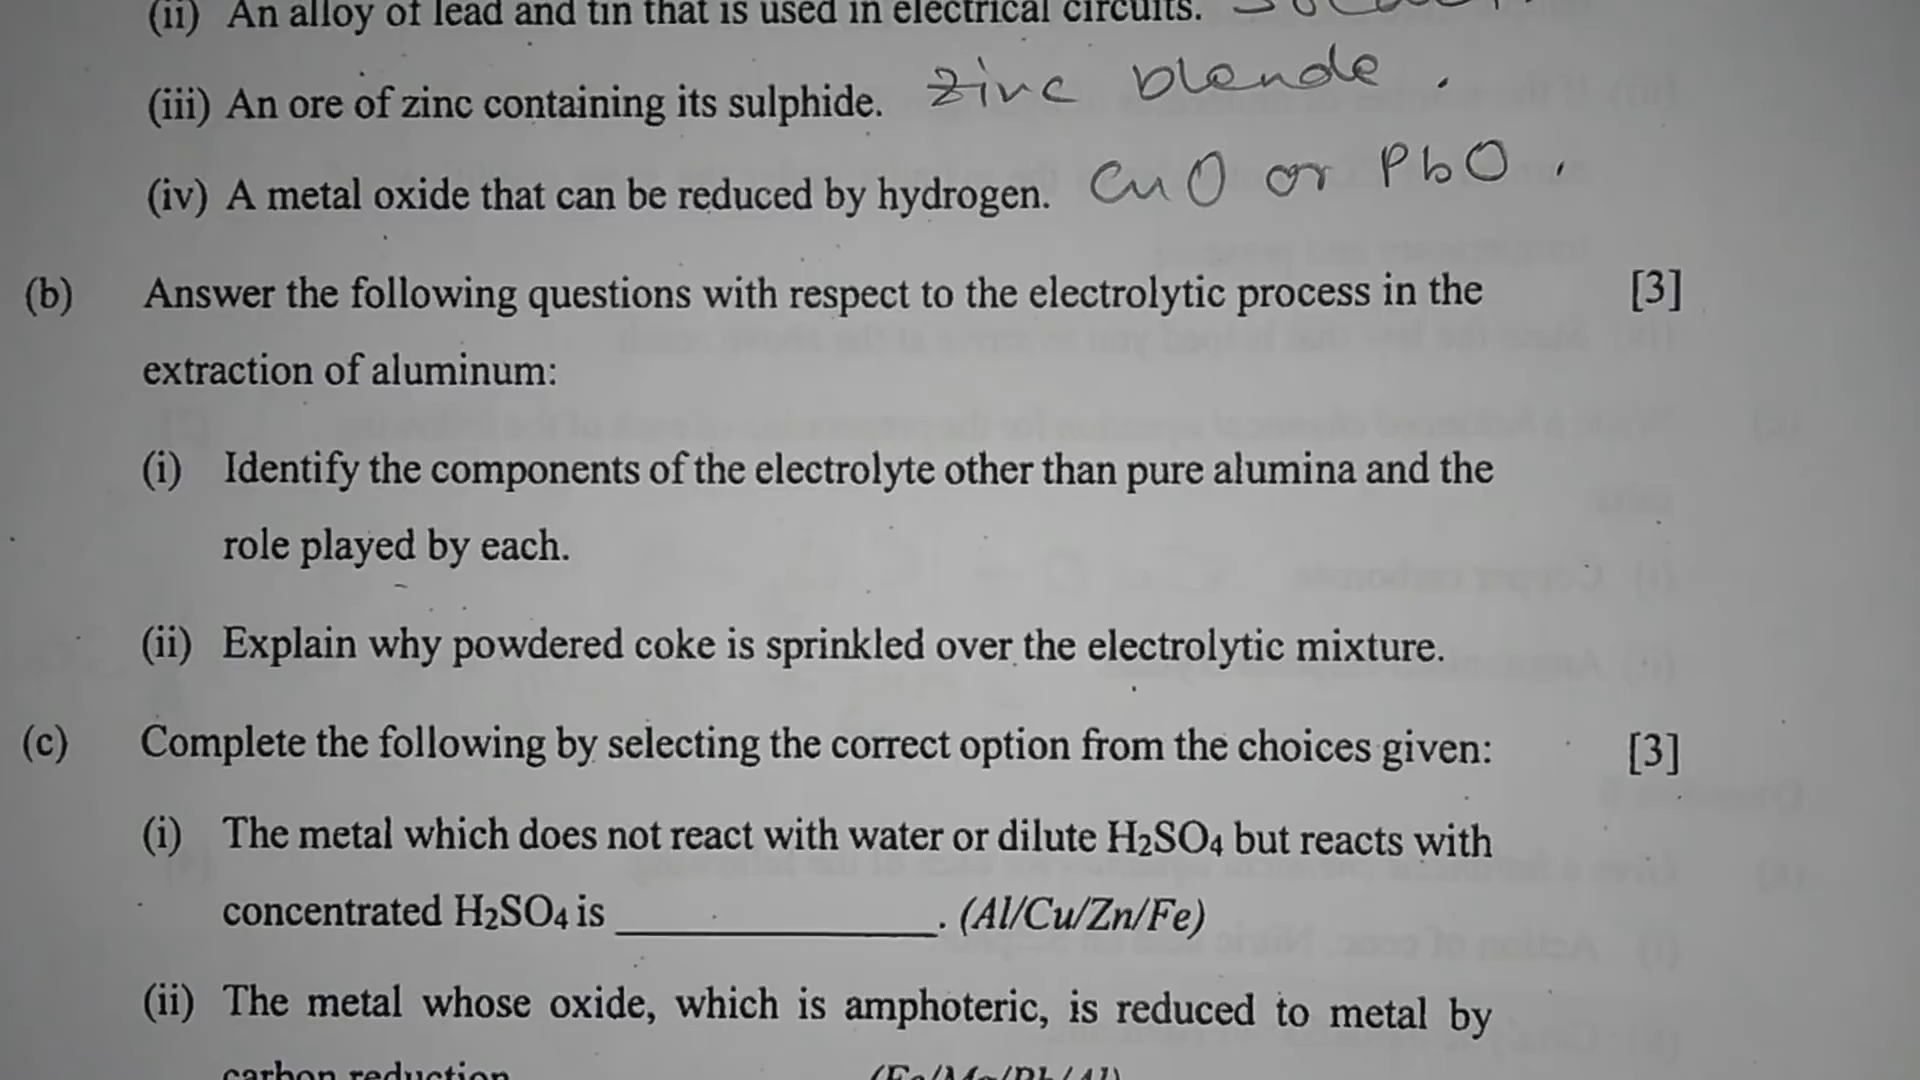 (ii) An alloy of lead and tin that is used in electrical circuits.
(iii) An ore of zinc containing its sulphide. zinc blende.
(iv) A metal oxide that can be reduced by hydrogen. CuO or PbO.
(b) Answer the following questions with respect to the electrolytic process in the [3]
extraction of aluminum:
(i) Identify the components of the electrolyte other than pure alumina and the
role played by each.
(ii) Explain why powdered coke is sprinkled over the electrolytic mixture.
(c) Complete the following by selecting the correct option from the choices given: [3]
(i) The metal which does not react with water or dilute H₂SO₄ but reacts with
concentrated H₂SO₄ is ______________. (Al/Cu/Zn/Fe)
(ii) The metal whose oxide, which is amphoteric, is reduced to metal by
carbon reduction (Fe/Mg/Pb/Al)